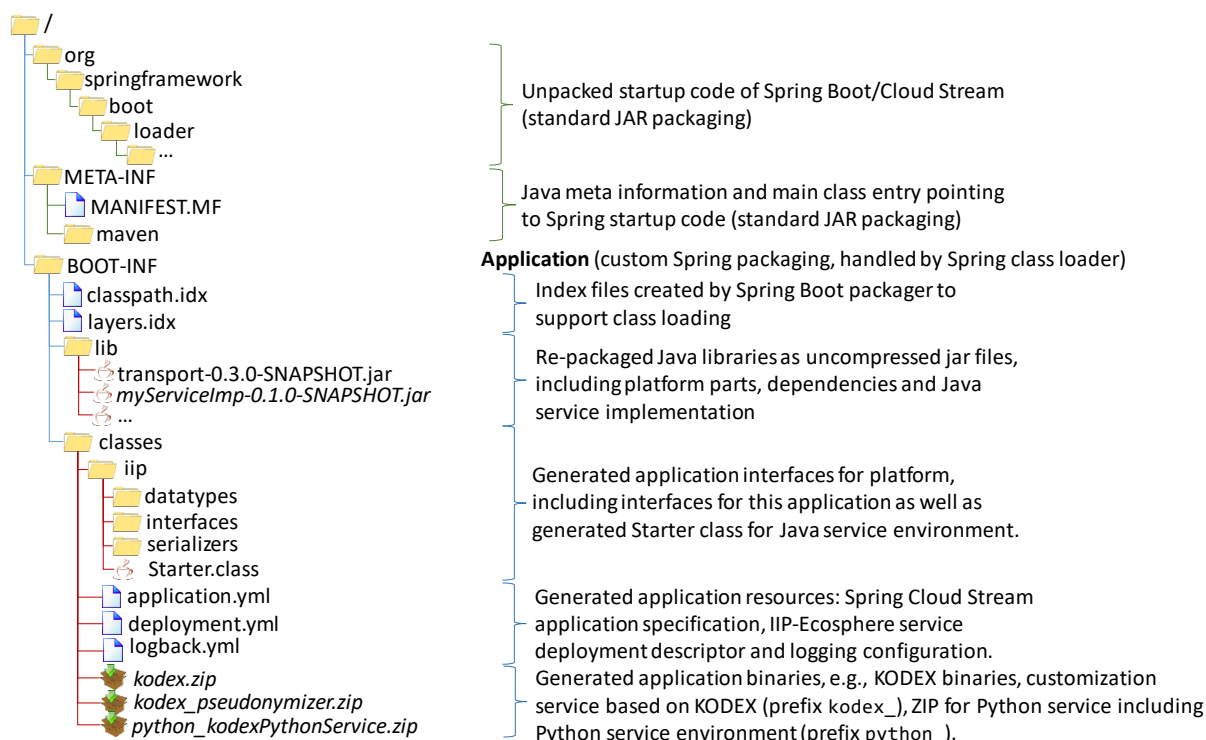 /
org
springframework
boot
loader
...
Unpacked startup code of Spring Boot/Cloud Stream
(standard JAR packaging)
META-INF
MANIFEST.MF
maven
Java meta information and main class entry pointing
to Spring startup code (standard JAR packaging)
BOOT-INF
Application (custom Spring packaging, handled by Spring class loader)
classpath.idx
layers.idx
Index files created by Spring Boot packager to
support class loading
lib
transport-0.3.0-SNAPSHOT.jar
myServiceImp-0.1.0-SNAPSHOT.jar
...
Re-packaged Java libraries as uncompressed jar files,
including platform parts, dependencies and Java
service implementation
classes
iip
datatypes
interfaces
serializers
Starter.class
Generated application interfaces for platform,
including interfaces for this application as well as
generated Starter class for Java service environment.
application.yml
deployment.yml
logback.yml
Generated application resources: Spring Cloud Stream
application specification, IIP-Ecosphere service
deployment descriptor and logging configuration.
kodex.zip
kodex_pseudonymizer.zip
python_kodexPythonService.zip
Generated application binaries, e.g., KODEX binaries, customization
service based on KODEX (prefix kodex_), ZIP for Python service including
Python service environment (prefix python_).